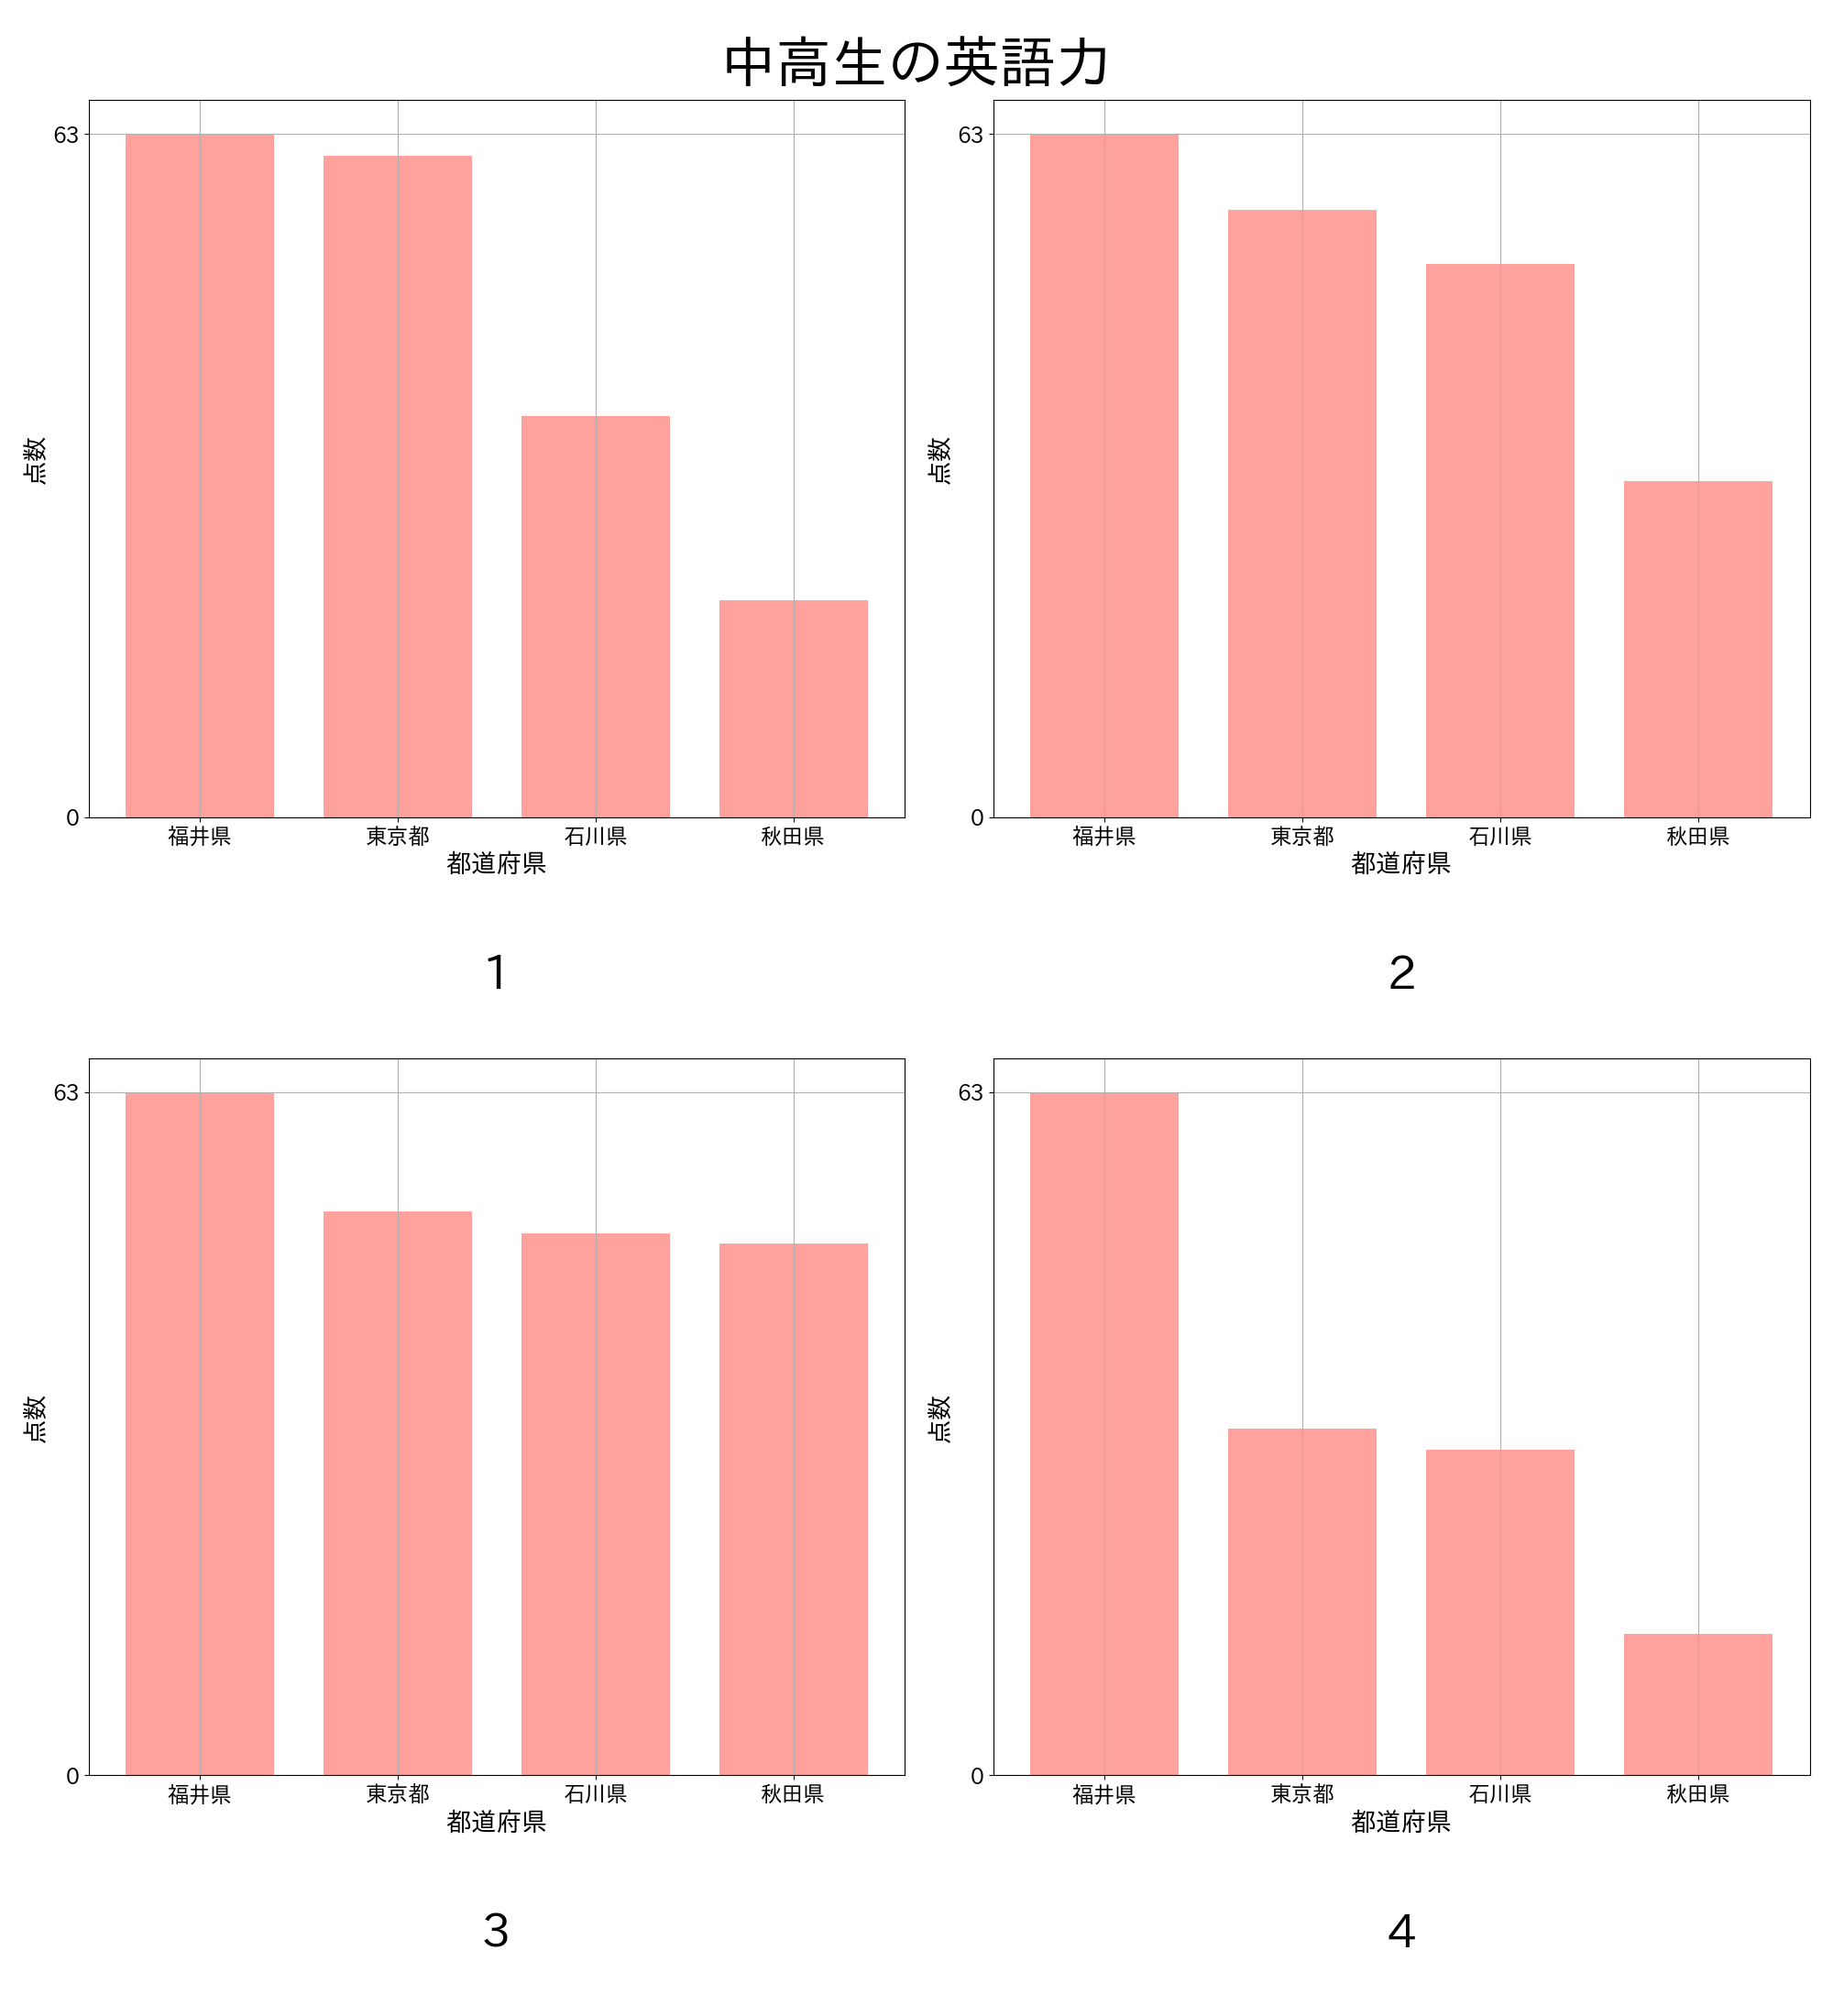 中高生の英語力
63
点数
0
福井県 東京都 石川県 秋田県
都道府県
1
63
点数
0
福井県 東京都 石川県 秋田県
都道府県
2
63
点数
0
福井県 東京都 石川県 秋田県
都道府県
3
63
点数
0
福井県 東京都 石川県 秋田県
都道府県
4